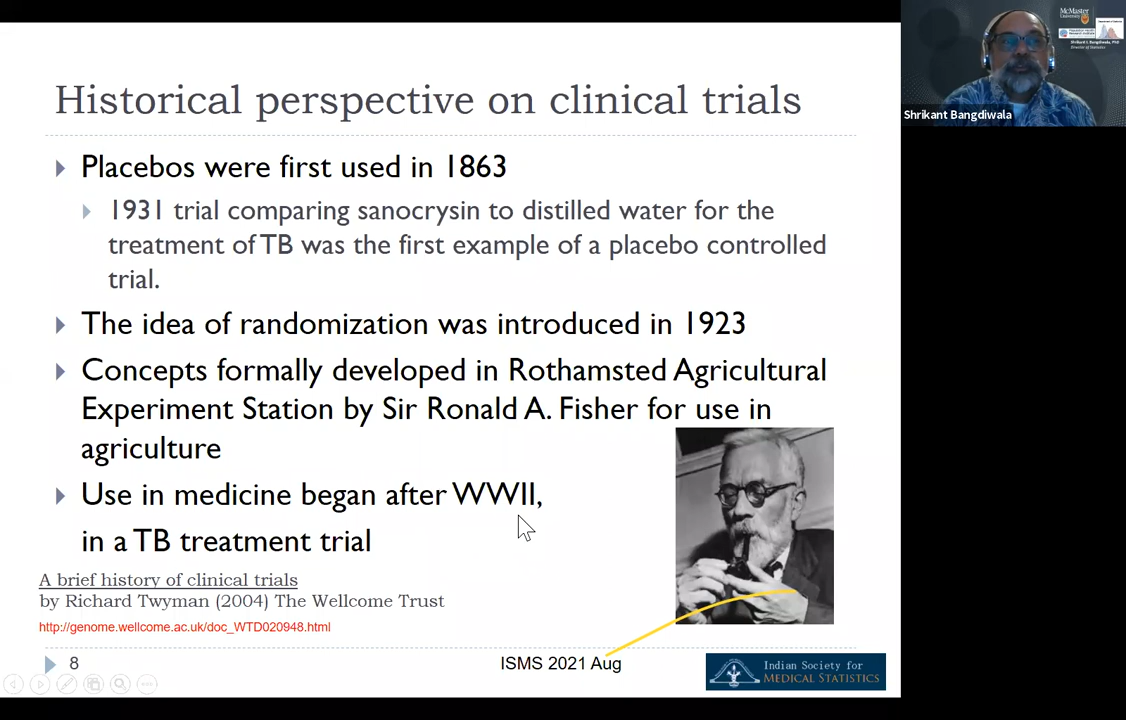 Historical perspective on clinical trials
Placebos were first used in 1863
1931 trial comparing sanocrysin to distilled water for the
treatment of TB was the first example of a placebo controlled
trial.
The idea of randomization was introduced in 1923
Concepts formally developed in Rothamsted Agricultural
Experiment Station by Sir Ronald A. Fisher for use in
agriculture
Use in medicine began after WWII,
in a TB treatment trial
A brief history of clinical trials
by Richard Twyman (2004) The Wellcome Trust
http://genome.wellcome.ac.uk/doc_WTD020948.html
8
ISMS 2021 Aug
Indian Society for
MEDICAL STATISTICS
McMaster
University
Shrikant Bangdiwala